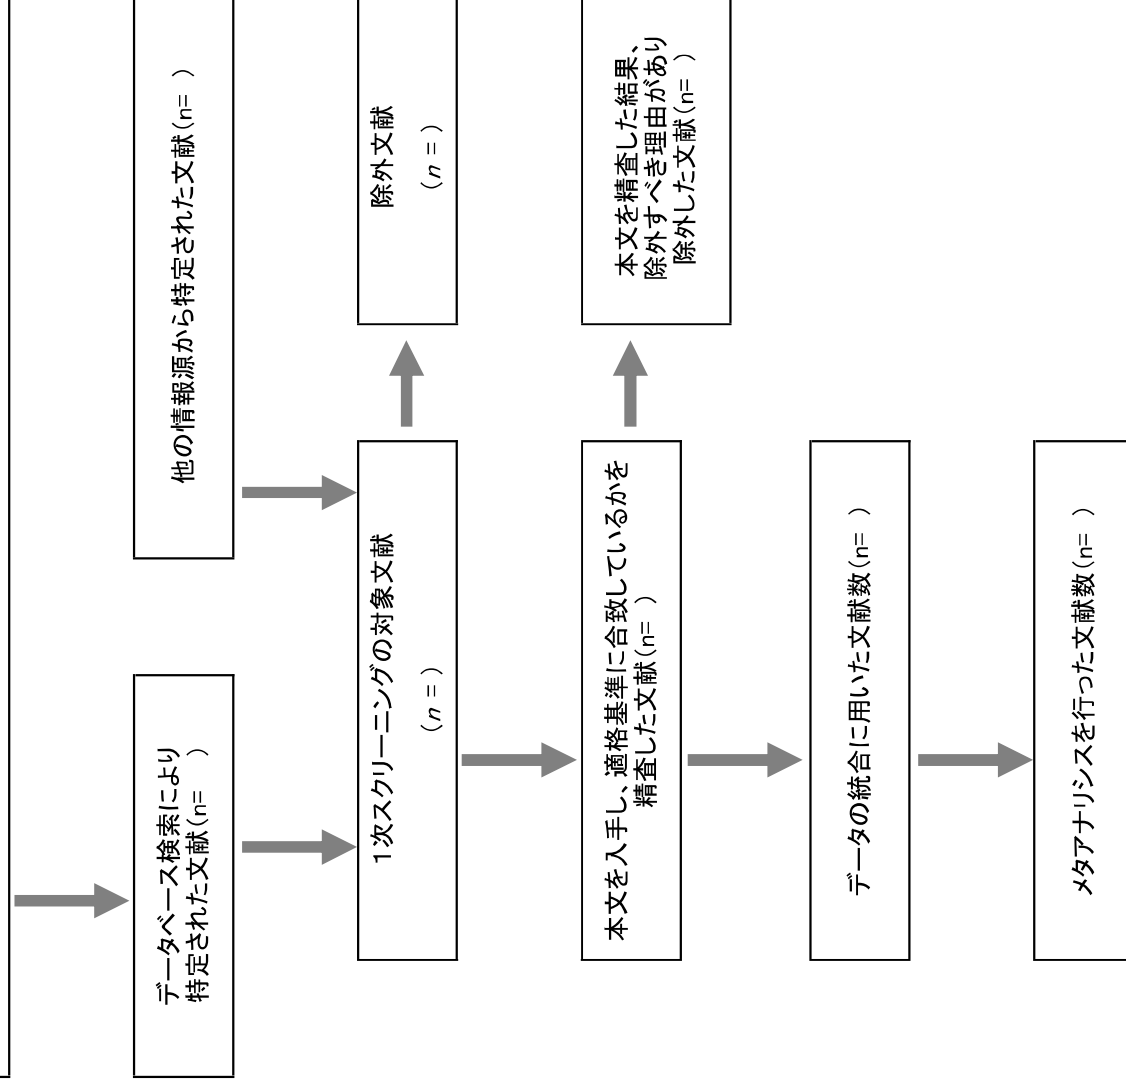 データベース検索により
特定された文献(n=　)
他の情報源から特定された文献(n=　)
1次スクリーニングの対象文献
(n = )
除外文献
(n = )
本文を入手し、適格基準に合致しているかを
精査した文献(n=　)
本文を精査した結果、
除外すべき理由があり
除外した文献(n=　)
データの統合に用いた文献数(n=　)
メタアナリシスを行った文献数(n=　)